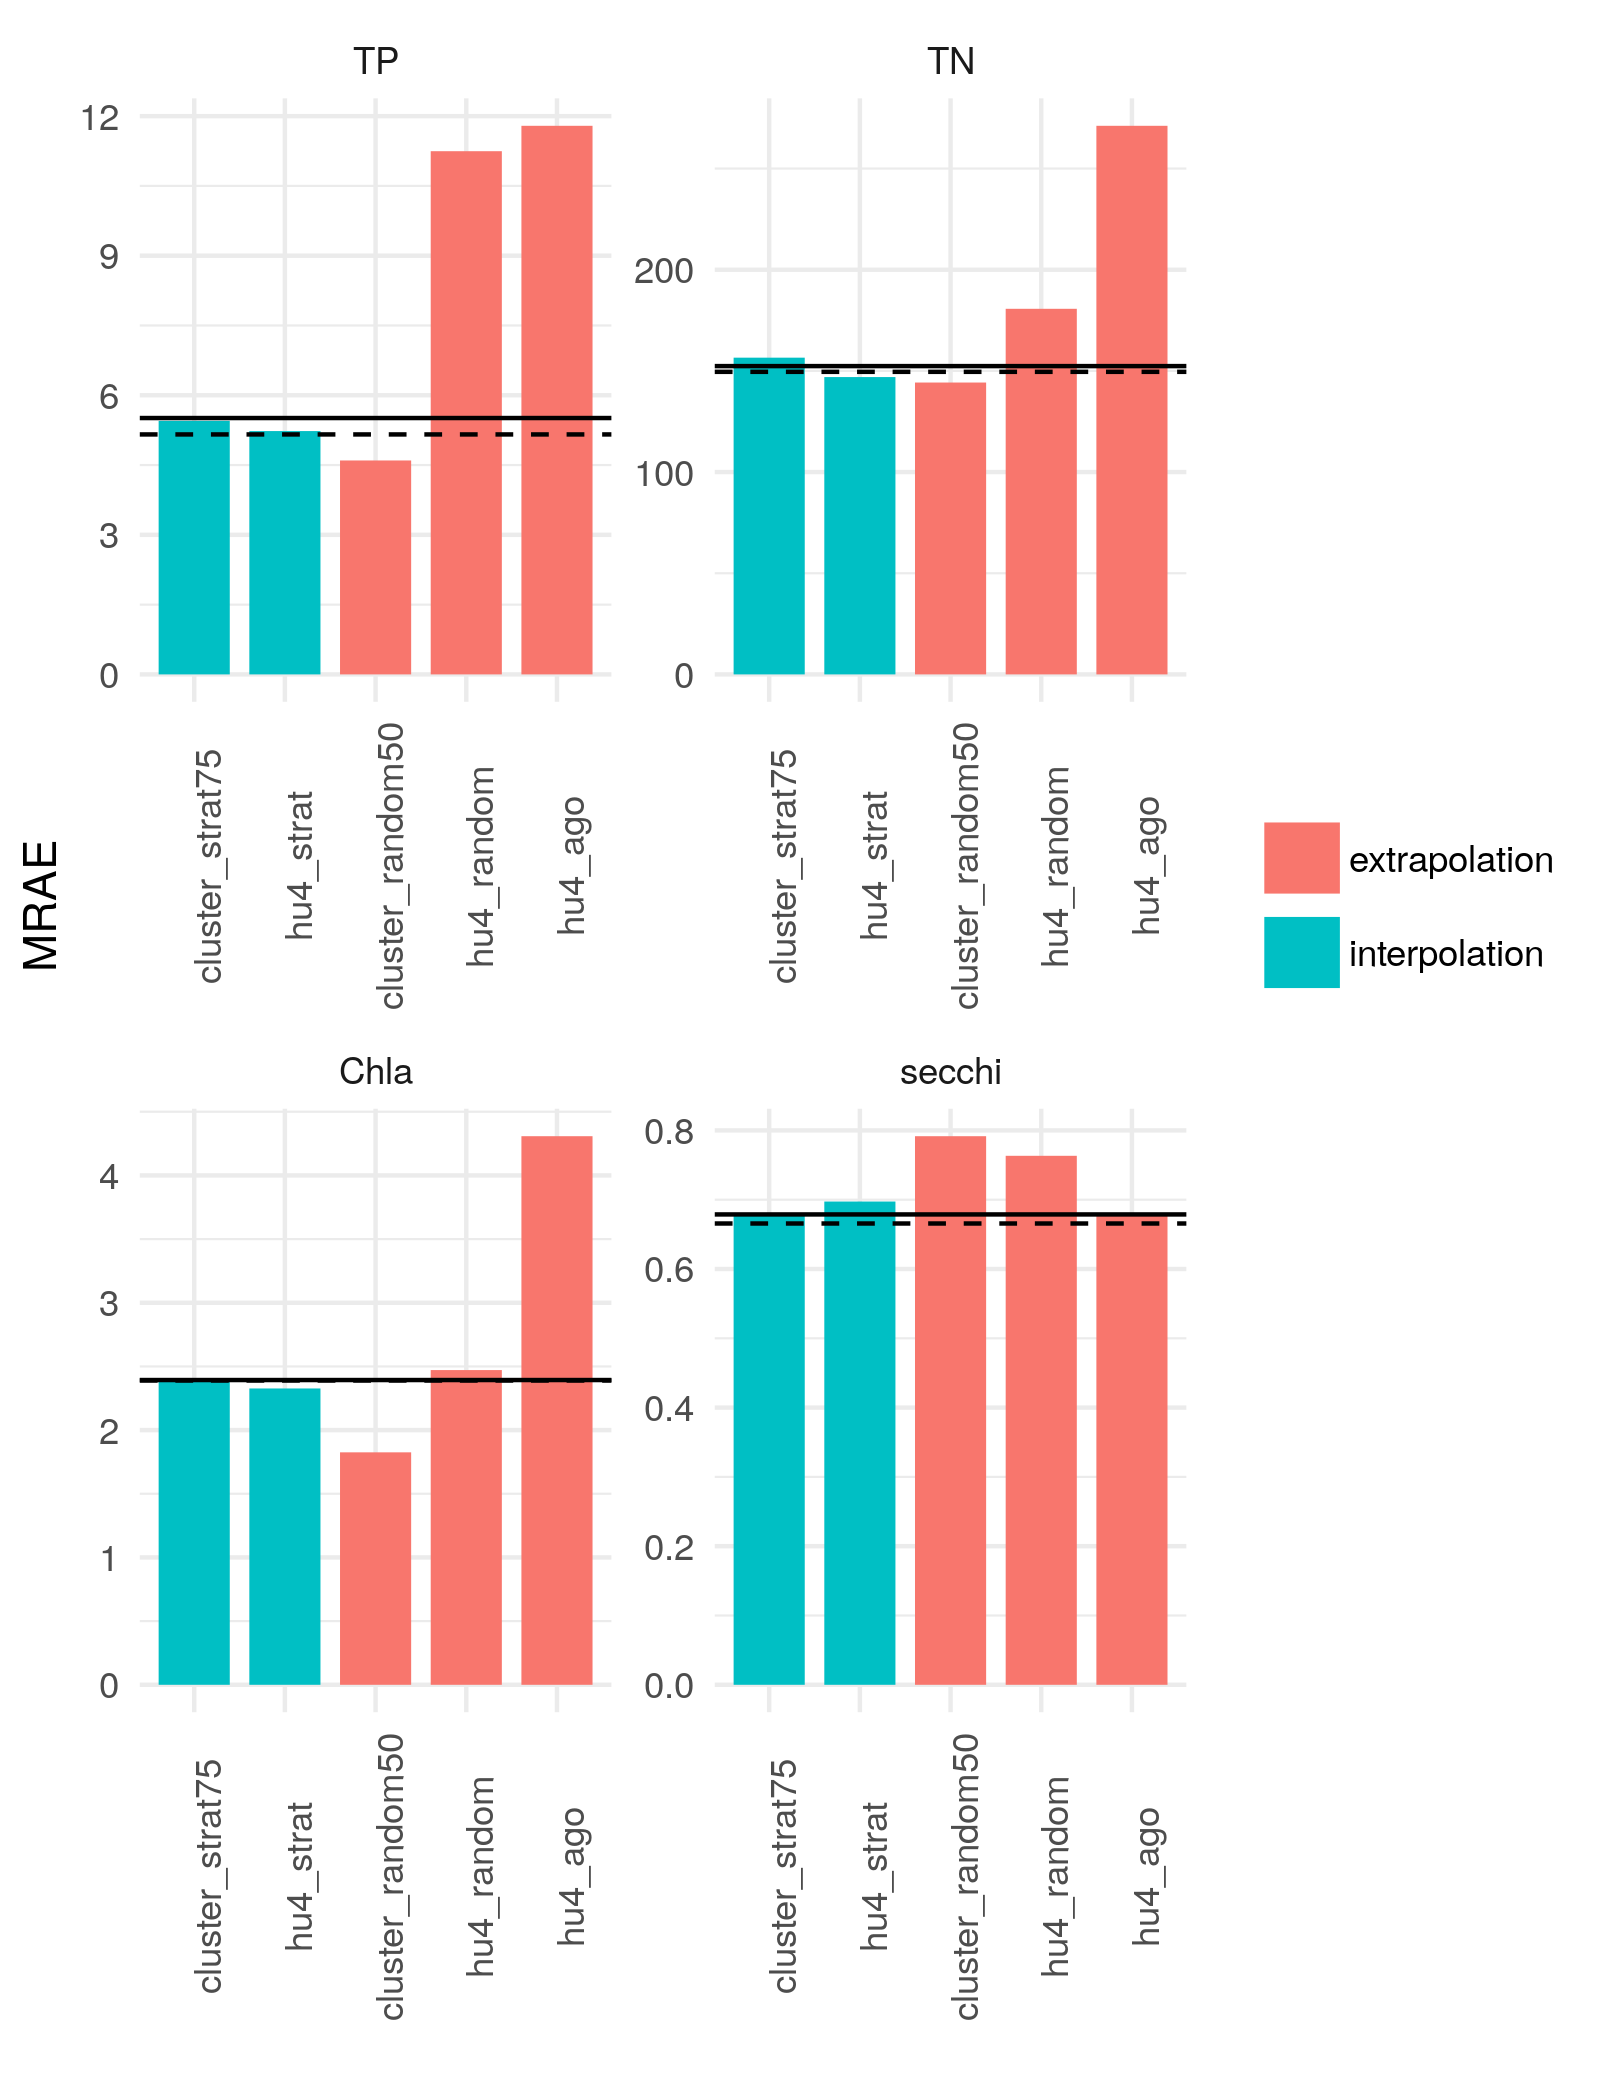 TP
TN
12
9
6
3
0
200
100
0
cluster_strat75
hu4_strat
cluster_random50
hu4_random
hu4_ago
cluster_strat75
hu4_strat
cluster_random50
hu4_random
hu4_ago
MRAE
extrapolation
interpolation
Chla
secchi
4
3
2
1
0
0.8
0.6
0.4
0.2
0.0
cluster_strat75
hu4_strat
cluster_random50
hu4_random
hu4_ago
cluster_strat75
hu4_strat
cluster_random50
hu4_random
hu4_ago